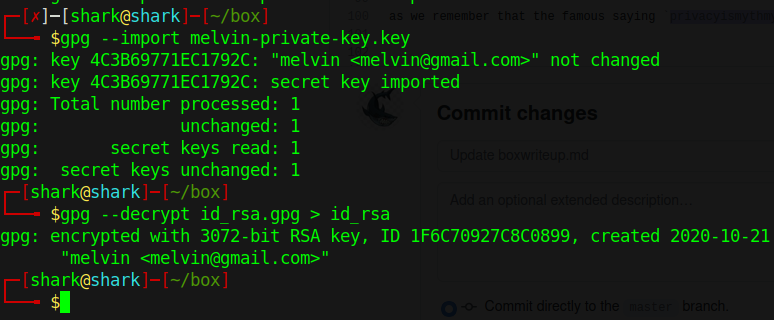 [✗]─[shark@shark]─[~/box]
$gpg --import melvin-private-key.key
gpg: key 4C3B69771EC1792C: "melvin <melvin@gmail.com>" not changed
gpg: key 4C3B69771EC1792C: secret key imported
gpg: Total number processed: 1
gpg:              unchanged: 1
gpg:       secret keys read: 1
gpg:  secret keys unchanged: 1
[shark@shark]─[~/box]
$gpg --decrypt id_rsa.gpg > id_rsa
gpg: encrypted with 3072-bit RSA key, ID 1F6C70927C8C0899, created 2020-10-21
"melvin <melvin@gmail.com>"
[shark@shark]─[~/box]
$
as we remember that the famous saying
Commit changes
Update boxwriteup.md
Add an optional extended description...
Commit directly to the master branch.